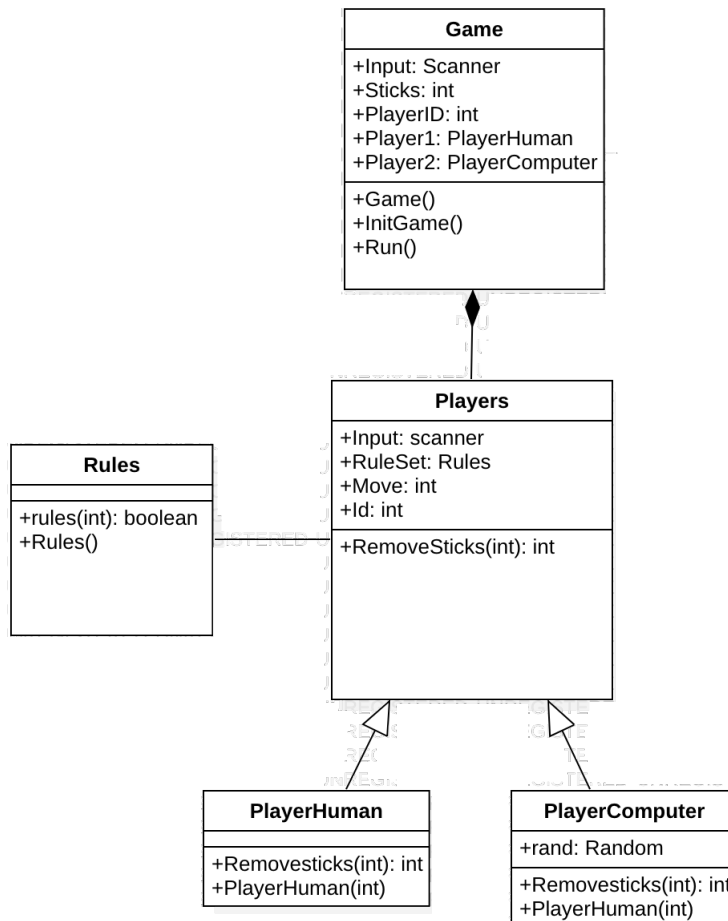 Game
+Input: Scanner
+Sticks: int
+PlayerID: int
+Player1: PlayerHuman
+Player2: PlayerComputer
+Game()
+InitGame()
+Run()
Players
+Input: scanner
+RuleSet: Rules
+Move: int
+Id: int
+RemoveSticks(int): int
Rules
+rules(int): boolean
+Rules()
PlayerHuman
+Removesticks(int): int
+PlayerHuman(int)
PlayerComputer
+rand: Random
+Removesticks(int): int
+PlayerHuman(int)